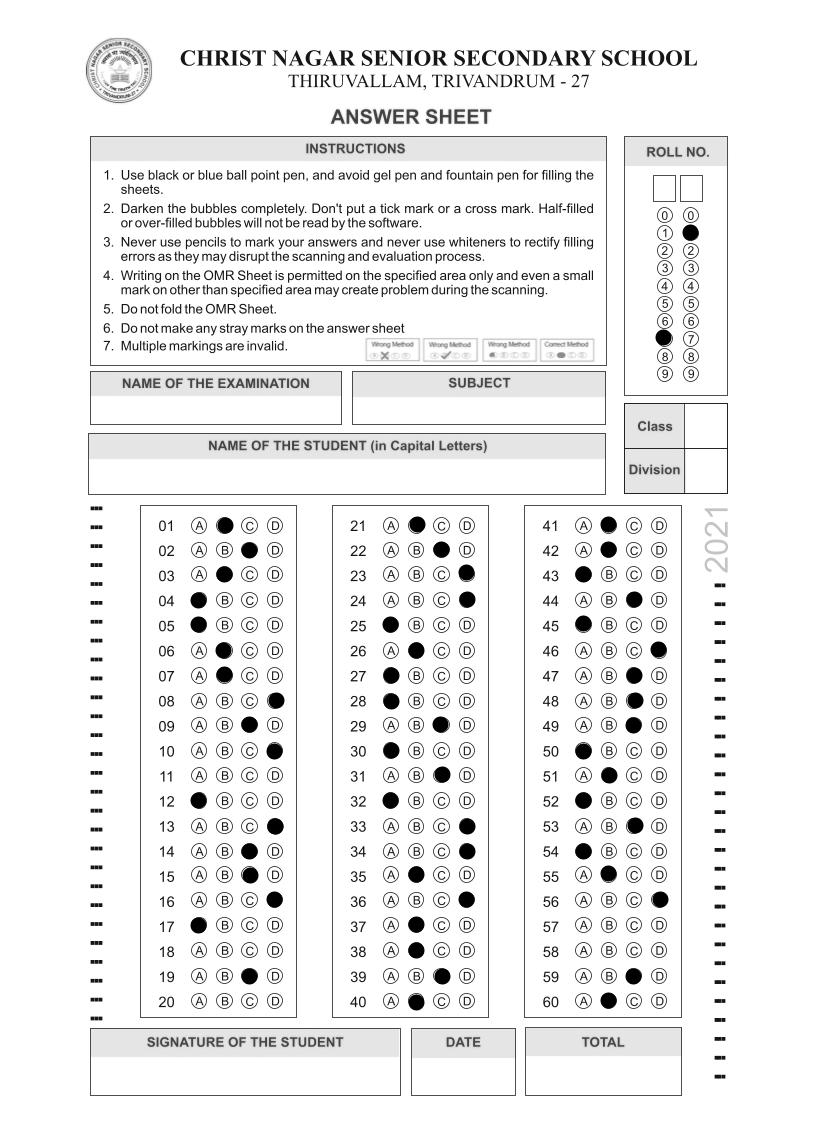 CHRIST NAGAR SENIOR SECONDARY SCHOOL
THIRUVALLAM, TRIVANDRUM - 27
ANSWER SHEET
INSTRUCTIONS
1. Use black or blue ball point pen, and avoid gel pen and fountain pen for filling the
sheets.
2. Darken the bubbles completely. Don't put a tick mark or a cross mark. Half-filled
or over-filled bubbles will not be read by the software.
3. Never use pencils to mark your answers and never use whiteners to rectify filling
errors as they may disrupt the scanning and evaluation process.
4. Writing on the OMR Sheet is permitted on the specified area only and even a small
mark on other than specified area may create problem during the scanning.
5. Do not fold the OMR Sheet.
6. Do not make any stray marks on the answer sheet
7. Multiple markings are invalid.
Wrong Method Wrong Method Wrong Method Correct Method
ROLL NO.
0 0
1
2 2
3 3
4 4
5 5
6 6
7
8 8
9 9
NAME OF THE EXAMINATION
SUBJECT
Class
NAME OF THE STUDENT (in Capital Letters)
Division
2021
01 A C D
02 A B D
03 A C D
04 B C D
05 B C D
06 A C D
07 A C D
08 A B C
09 A B D
10 A B C
11 A B C D
12 B C D
13 A B C
14 A B D
15 A B D
16 A B C
17 B C D
18 A B C D
19 A B D
20 A B C D
21 A C D
22 A B D
23 A B C
24 A B C
25 B C D
26 A C D
27 B C D
28 B C D
29 A B D
30 B C D
31 A B D
32 B C D
33 A B C
34 A B C
35 A C D
36 A B C
37 A C D
38 A C D
39 A B D
40 A C D
41 A C D
42 A C D
43 B C D
44 A B D
45 B C D
46 A B C
47 A B D
48 A B D
49 A B D
50 B C D
51 A C D
52 B C D
53 A B D
54 B C D
55 A C D
56 A B C
57 A B C D
58 A B C D
59 A B D
60 A C D
SIGNATURE OF THE STUDENT
DATE
TOTAL